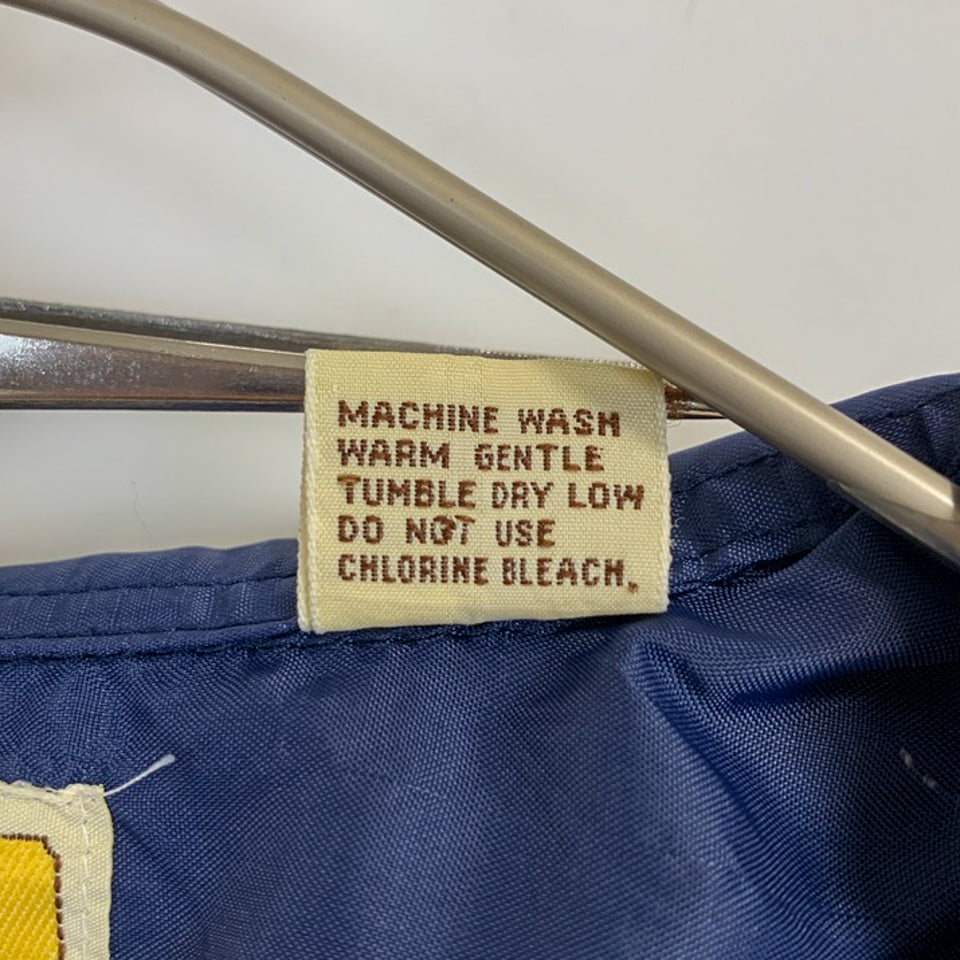 MACHINE WASH
WARM GENTLE
TUMBLE DRY LOW
DO NOT USE
CHLORINE BLEACH.